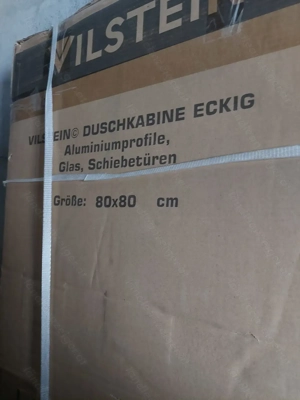 VILSTEIN
VILSTEIN© DUSCHKABINE ECKIG
Aluminiumprofile,
Glas, Schiebetüren
Größe: 80x80 cm